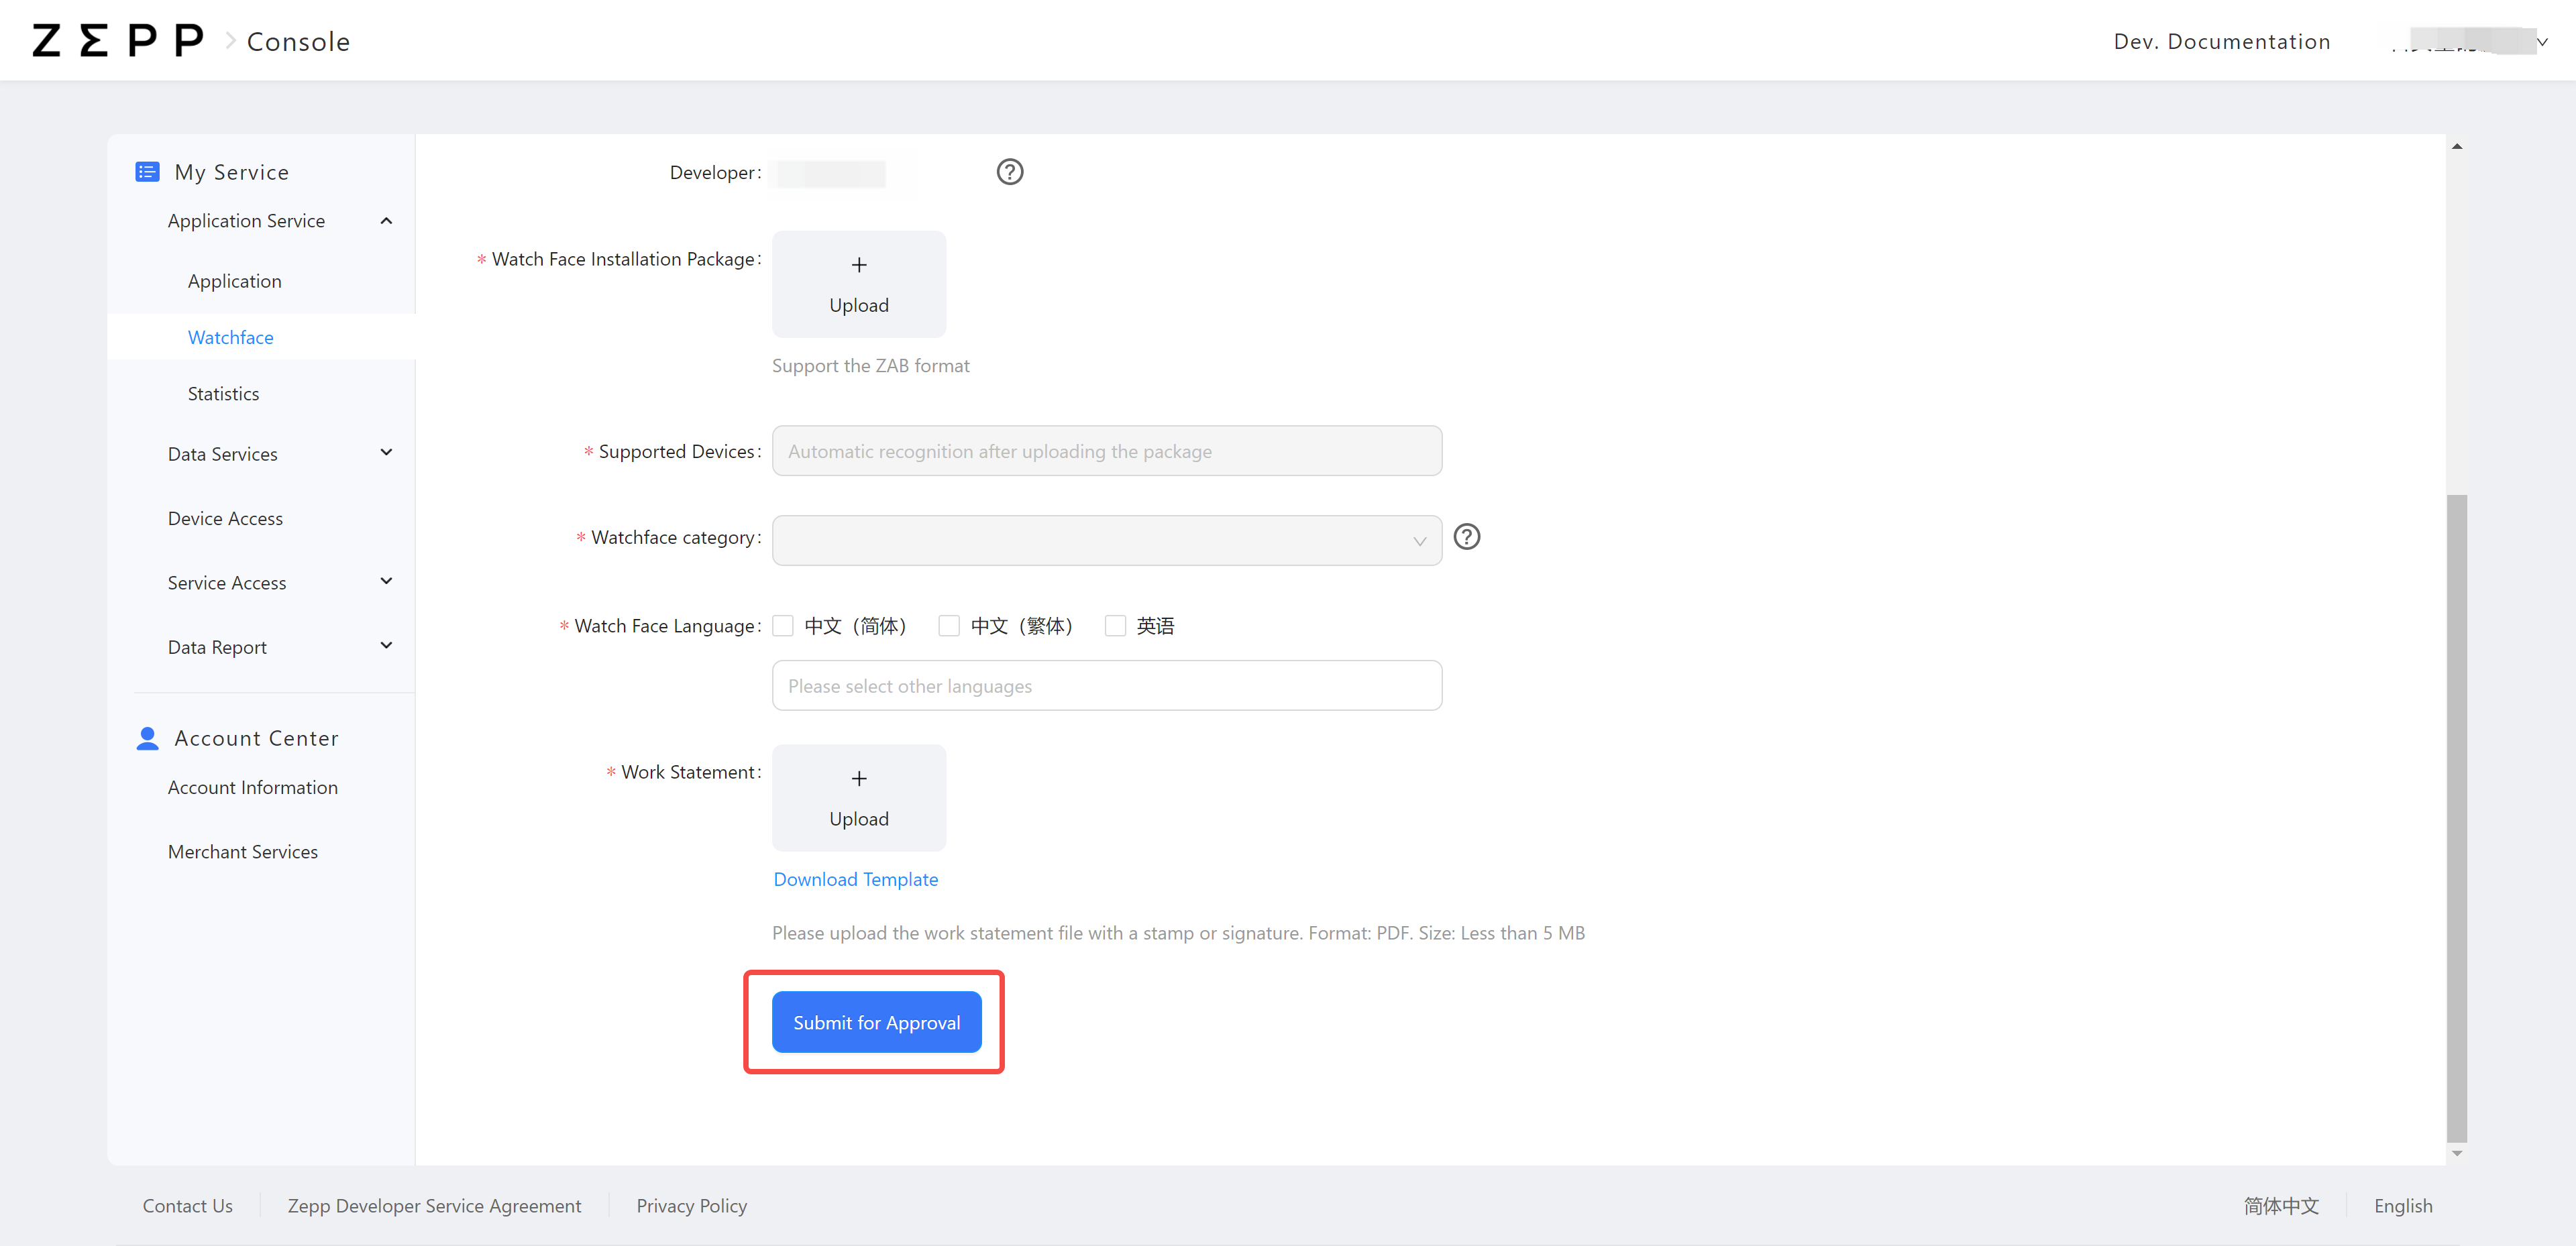 ZEPP Console
Dev. Documentation
My Service
Application Service
Application
Watchface
Statistics
Data Services
Device Access
Service Access
Data Report
Account Center
Account Information
Merchant Services
Developer:
* Watch Face Installation Package:
Upload
Support the ZAB format
* Supported Devices:
Automatic recognition after uploading the package
* Watchface category:
* Watch Face Language:
中文（简体） 中文（繁体） 英语
Please select other languages
* Work Statement:
Upload
Download Template
Please upload the work statement file with a stamp or signature. Format: PDF. Size: Less than 5 MB
Submit for Approval
Contact Us
Zepp Developer Service Agreement
Privacy Policy
简体中文
English